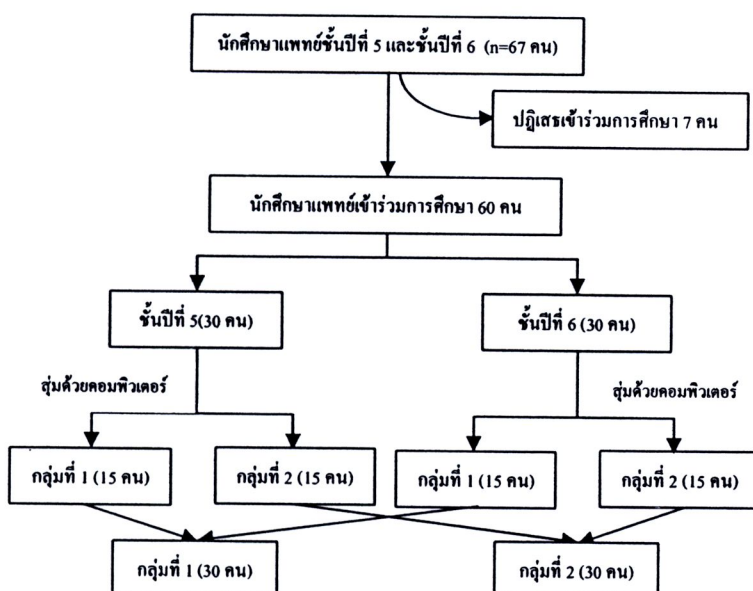 นักศึกษาแพทย์ชั้นปีที่ 5 และชั้นปีที่ 6 (n=67 คน)
ปฏิเสธเข้าร่วมการศึกษา 7 คน
นักศึกษาแพทย์เข้าร่วมการศึกษา 60 คน
ชั้นปีที่ 5(30 คน)
ชั้นปีที่ 6 (30 คน)
สุ่มด้วยคอมพิวเตอร์
สุ่มด้วยคอมพิวเตอร์
กลุ่มที่ 1 (15 คน)
กลุ่มที่ 2 (15 คน)
กลุ่มที่ 1 (15 คน)
กลุ่มที่ 2 (15 คน)
กลุ่มที่ 1 (30 คน)
กลุ่มที่ 2 (30 คน)